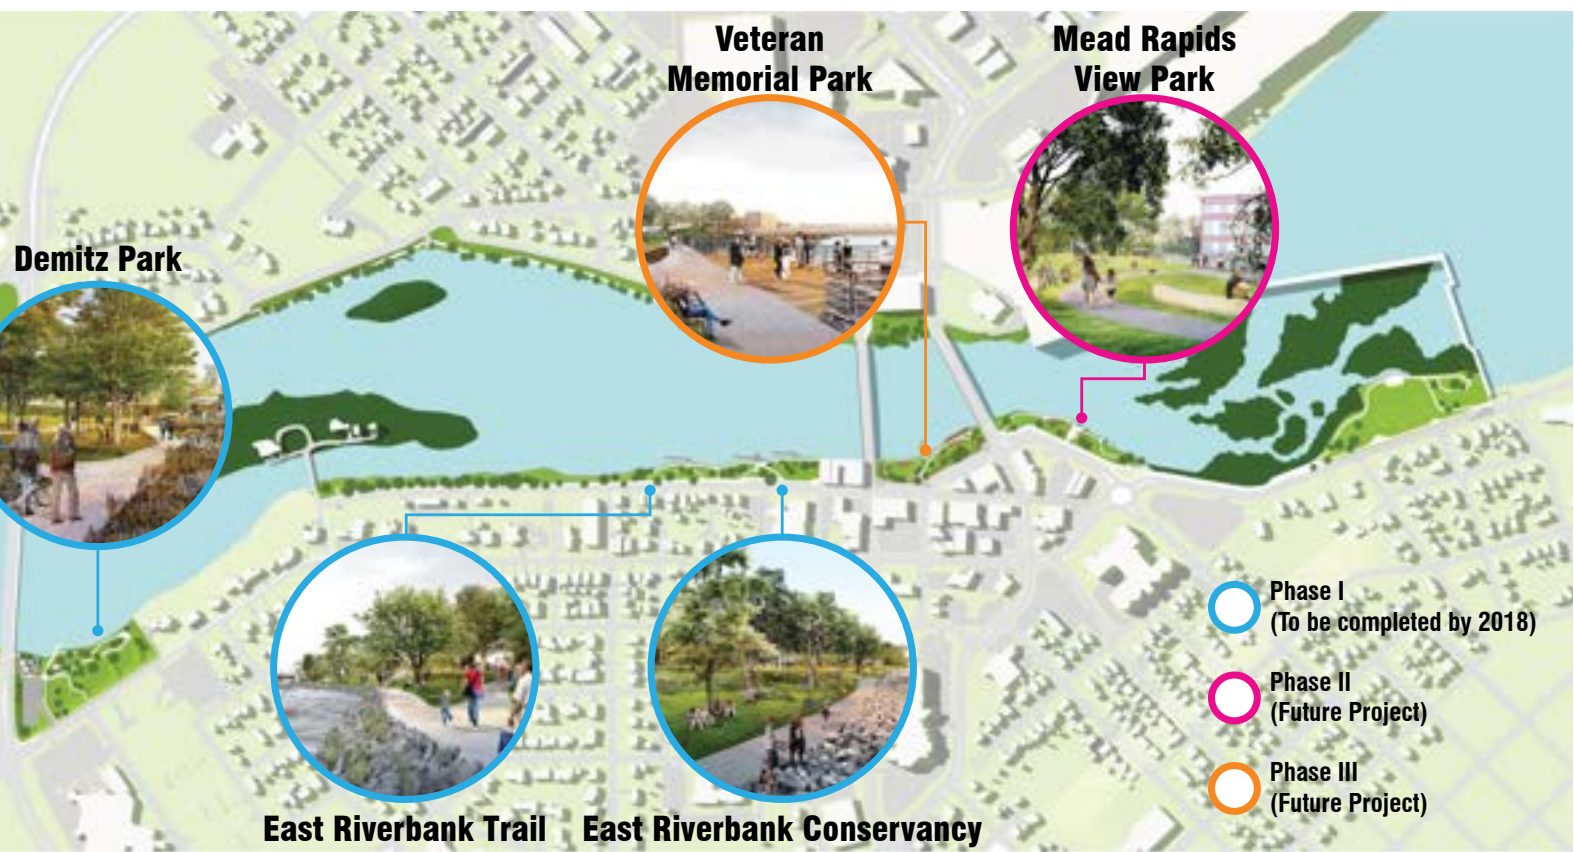 Veteran
Memorial Park
Mead Rapids
View Park
Demitz Park
East Riverbank Trail
East Riverbank Conservancy
Phase I
(To be completed by 2018)
Phase II
(Future Project)
Phase III
(Future Project)